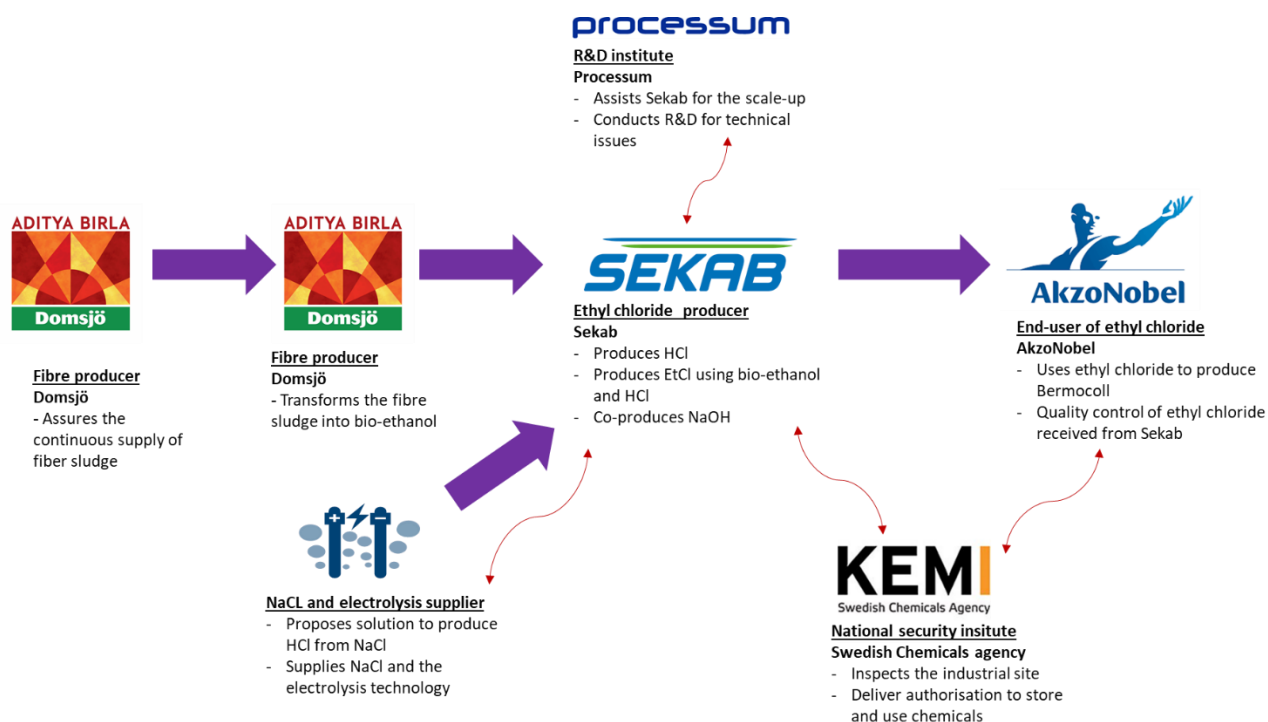 processum
R&D institute
Processum
- Assists Sekab for the scale-up
- Conducts R&D for technical
issues
ADITYA BIRLA
Domsjö
Fibre producer
Domsjö
- Assures the
continuous supply of
fiber sludge
ADITYA BIRLA
Domsjö
Fibre producer
Domsjö
- Transforms the fibre
sludge into bio-ethanol
SEKAB
Ethyl chloride producer
Sekab
- Produces HCl
- Produces EtCl using bio-ethanol
and HCl
- Co-produces NaOH
AkzoNobel
End-user of ethyl chloride
AkzoNobel
- Uses ethyl chloride to produce
Bermocoll
- Quality control of ethyl chloride
received from Sekab
+ -
NaCL and electrolysis supplier
- Proposes solution to produce
HCl from NaCl
- Supplies NaCl and the
electrolysis technology
KEMI
Swedish Chemicals Agency
National security insitute
Swedish Chemicals agency
- Inspects the industrial site
- Deliver authorisation to store
and use chemicals